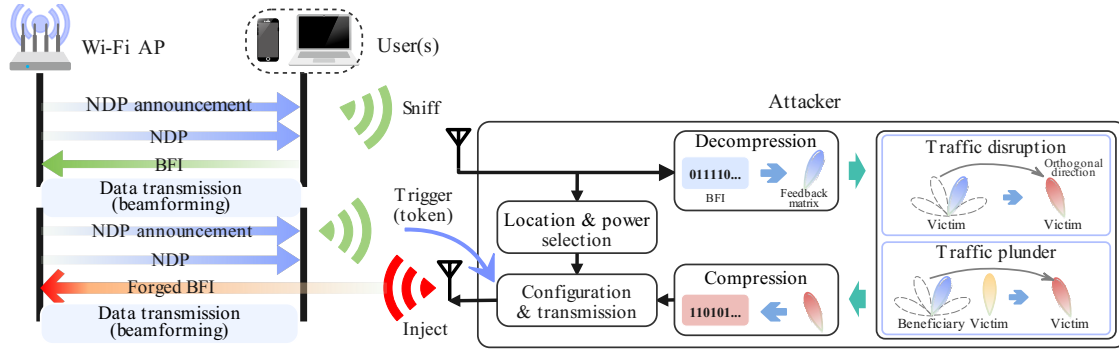 Wi-Fi AP
User(s)
NDP announcement
NDP
BFI
Data transmission
(beamforming)
NDP announcement
NDP
Forged BFI
Data transmission
(beamforming)
Sniff
Trigger
(token)
Inject
Attacker
Decompression
011110...
BFI
Feedback
matrix
Location & power
selection
Configuration
& transmission
Compression
110101...
Traffic disruption
Orthogonal
direction
Victim
Victim
Traffic plunder
Beneficiary
Victim
Victim